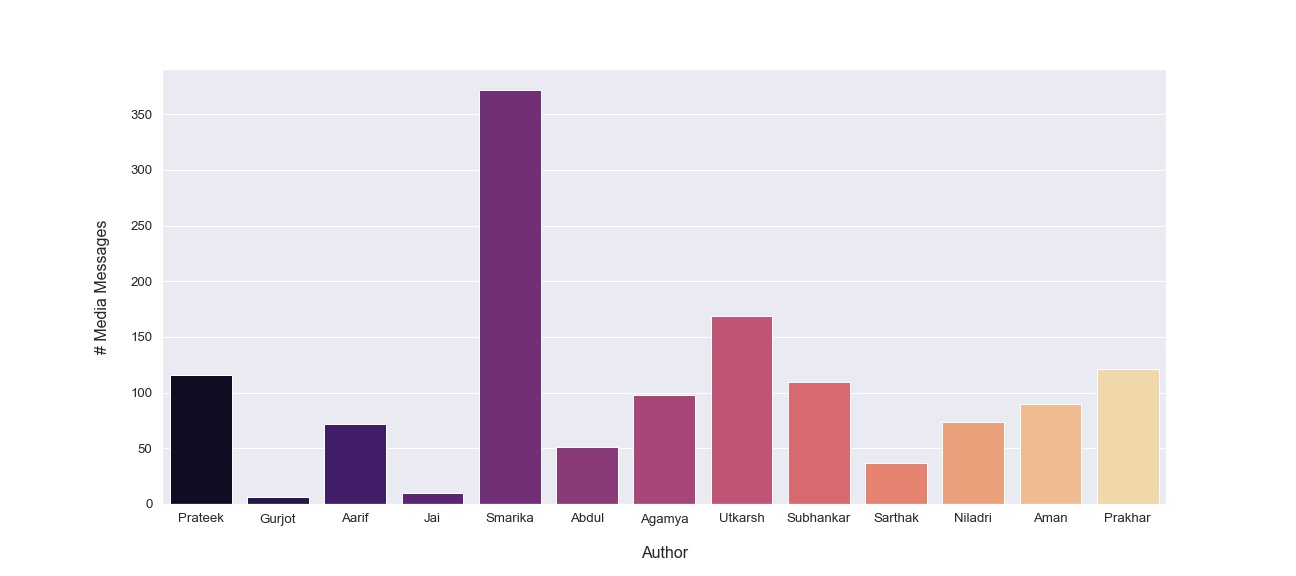 # Media Messages
350
300
250
200
150
100
50
0
Prateek Gurjot Aarif Jai Smarika Abdul Agamya Utkarsh Subhankar Sarthak Niladri Aman Prakhar
Author